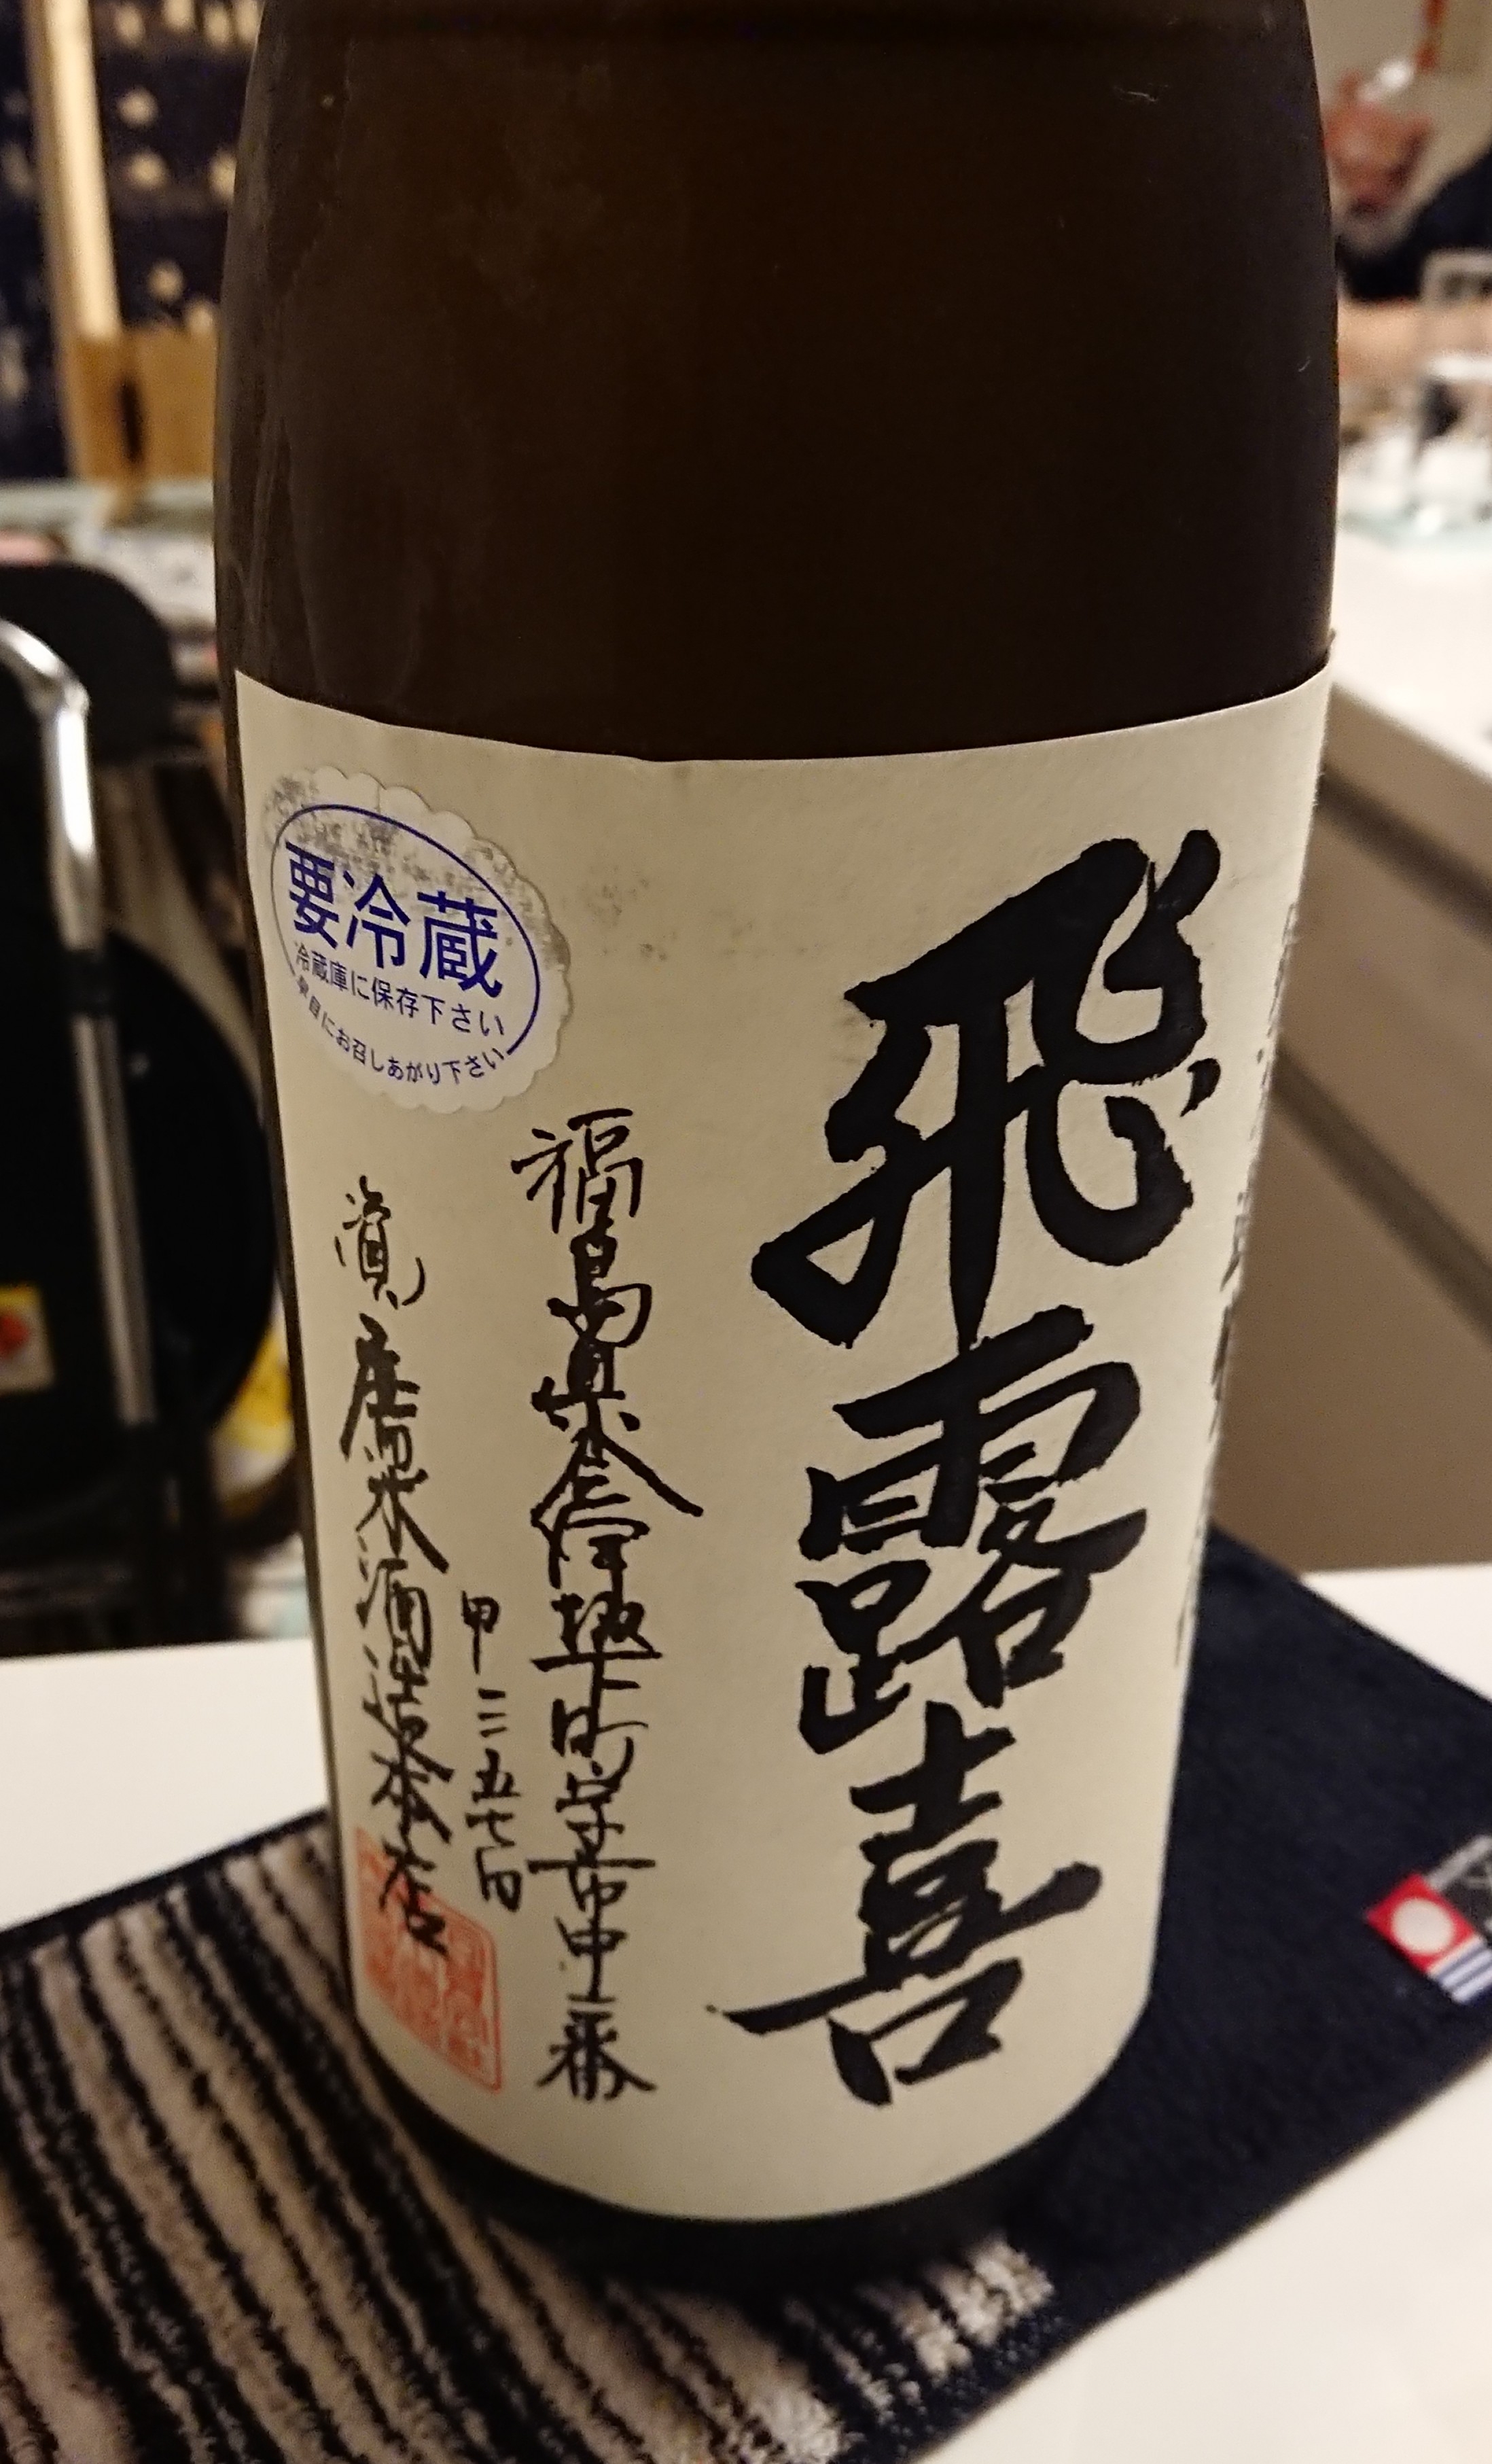 飛露喜
福島県会津坂下町字市中一番
甲三五七四
資廣木酒造本店
要冷蔵
冷蔵庫に保存下さい
早目にお召しあがり下さい